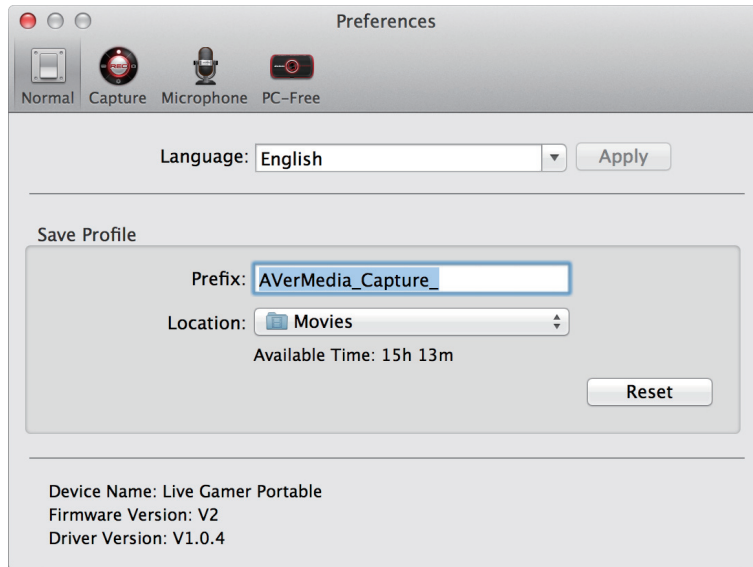 Preferences
REC
Normal Capture Microphone PC-Free
Language: English Apply
Save Profile
Prefix: AVerMedia_Capture_
Location: Movies
Available Time: 15h 13m
Reset
Device Name: Live Gamer Portable
Firmware Version: V2
Driver Version: V1.0.4